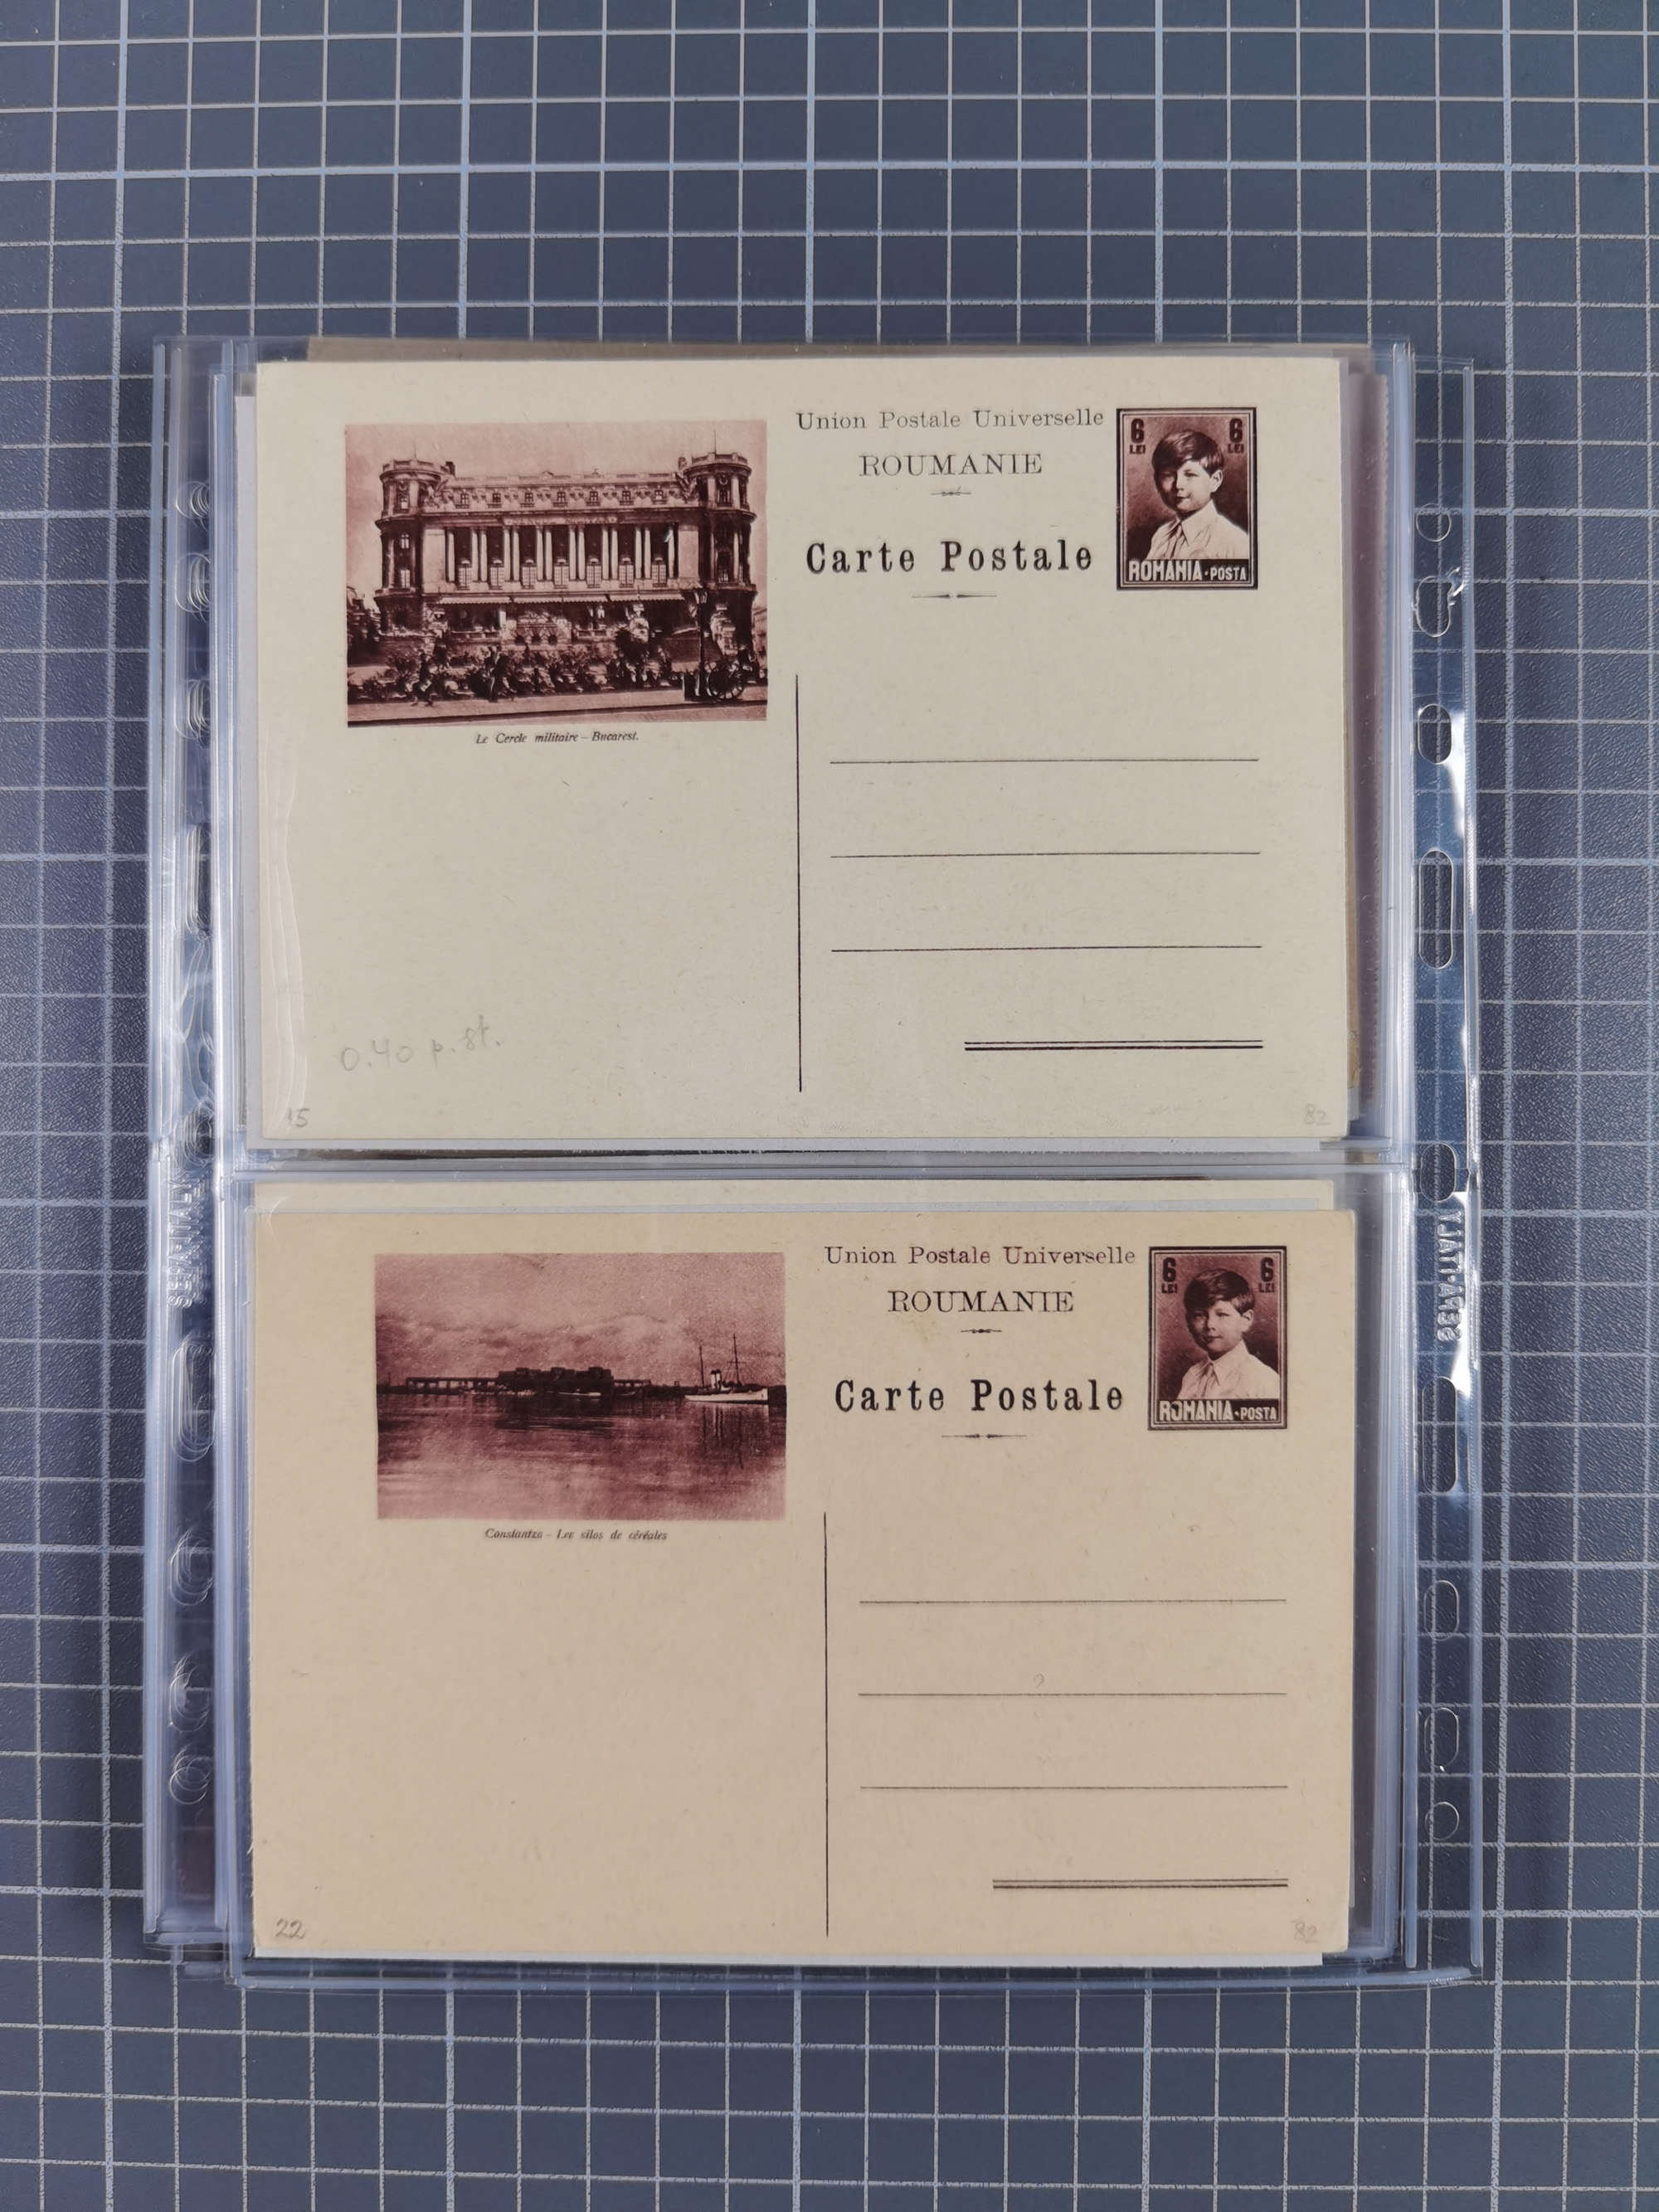 Union Postale Universelle
ROUMANIE
Carte Postale
6 LEI 6 LEI
ROMANIA·POSTA
Le Cercle militaire – Bucarest.
0.40 p. st.
15
82
Union Postale Universelle
ROUMANIE
Carte Postale
6 LEI 6 LEI
ROMANIA·POSTA
Constantza – Les silos de céréales
22
82